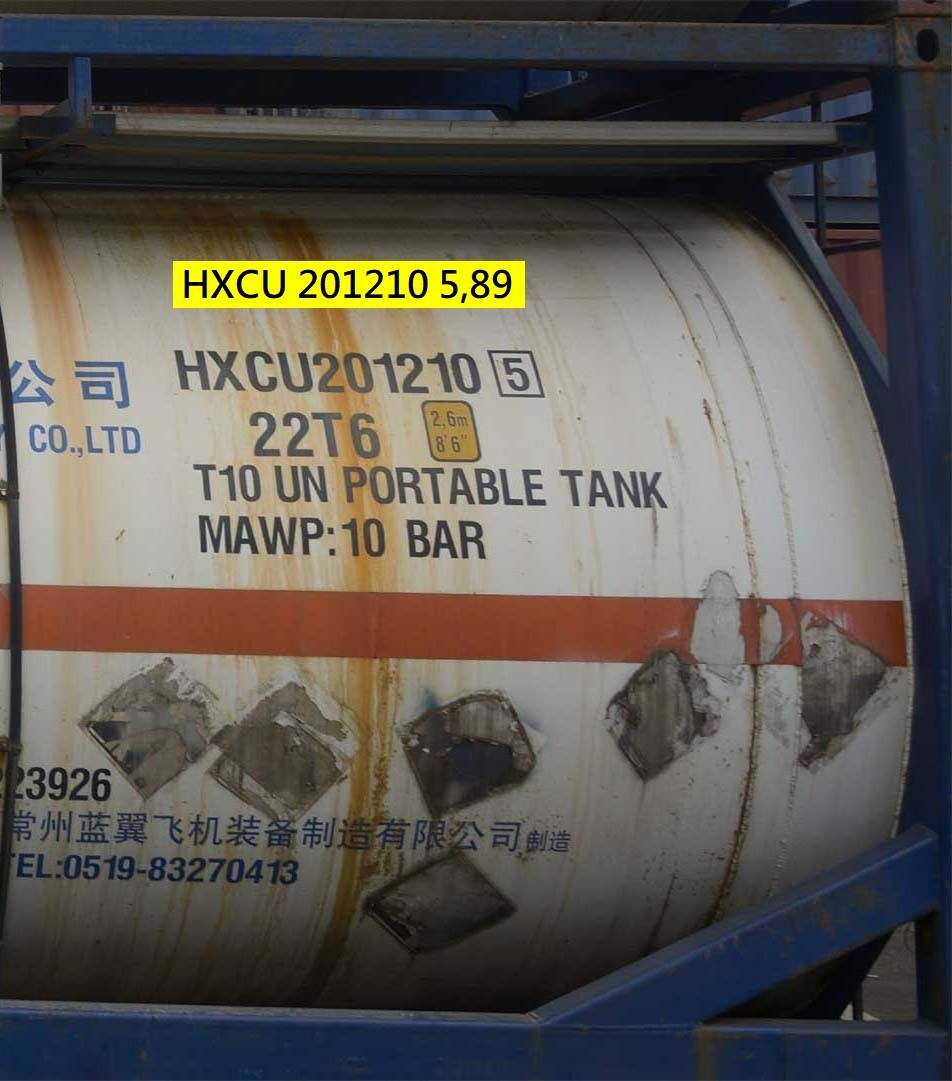 HXCU 201210 5,89
HXCU201210 5
公司
CO.,LTD
22T6
2,6m
8'6"
T10 UN PORTABLE TANK
MAWP:10 BAR
23926
常州蓝翼飞机装备制造有限公司制造
TEL:0519-83270413